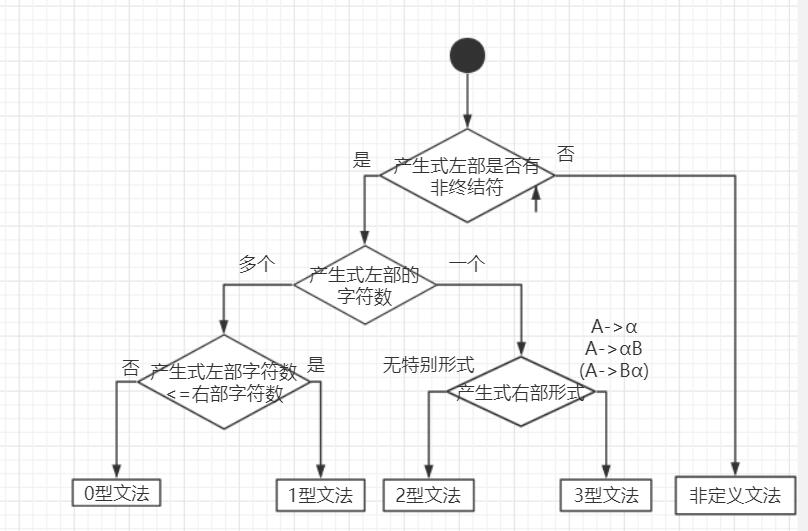 产生式左部是否有
非终结符
是
否
产生式左部的
字符数
多个
一个
产生式左部字符数
<=右部字符数
否
是
产生式右部形式
无特别形式
A->α
A->αB
(A->Bα)
0型文法
1型文法
2型文法
3型文法
非定义文法